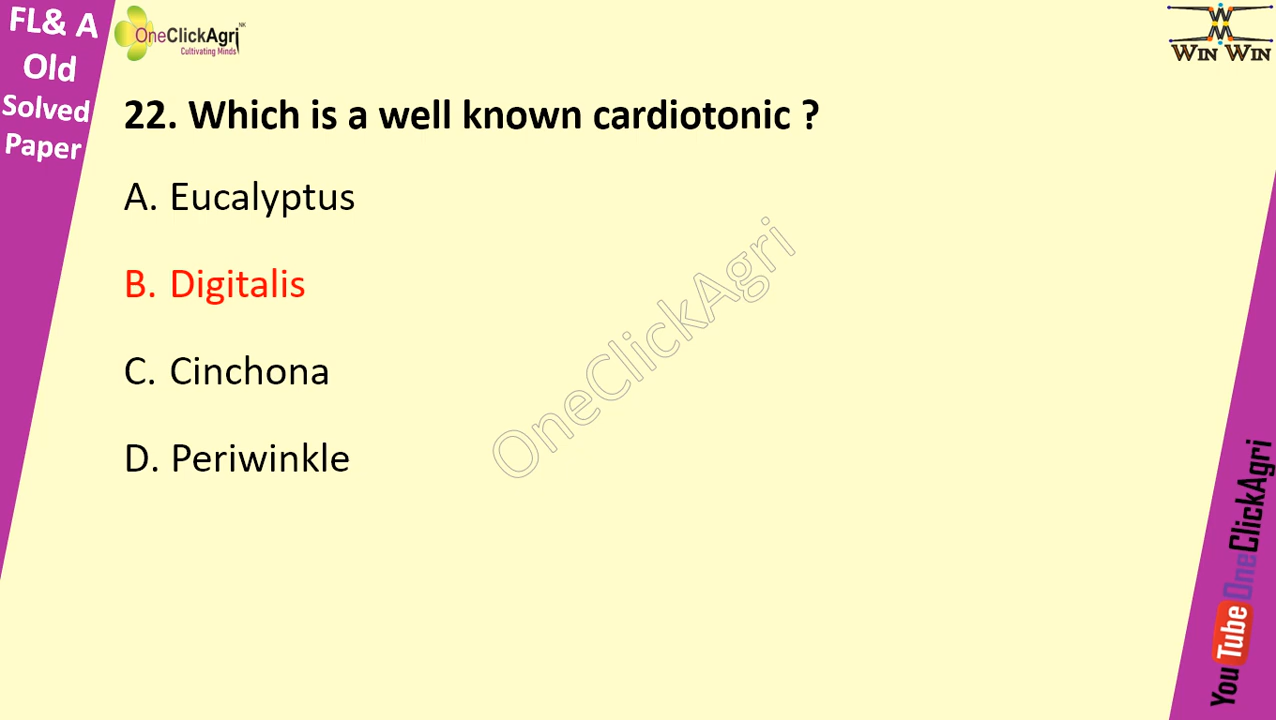 FL& A
Old
Solved
Paper
OneClickAgri NK
Cultivating Minds
WIN WIN
22. Which is a well known cardiotonic ?
A. Eucalyptus
B. Digitalis
C. Cinchona
D. Periwinkle
OneClickAgri
YouTube OneClickAgri